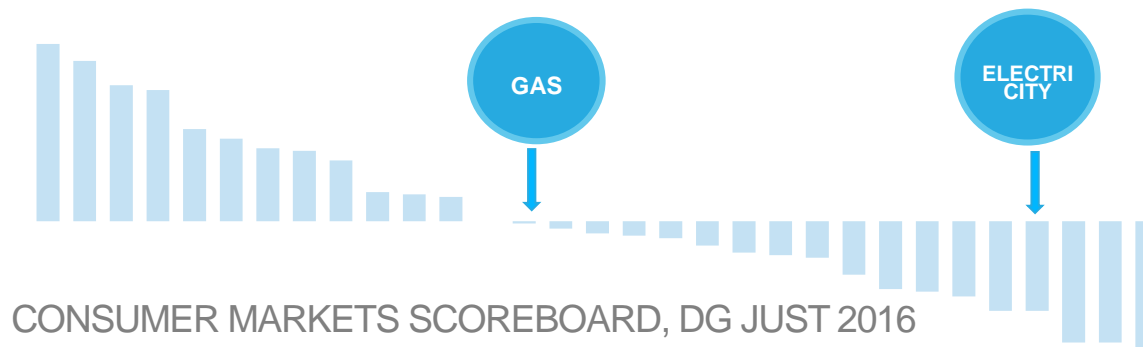 GAS
ELECTRI
CITY
CONSUMER MARKETS SCOREBOARD, DG JUST 2016